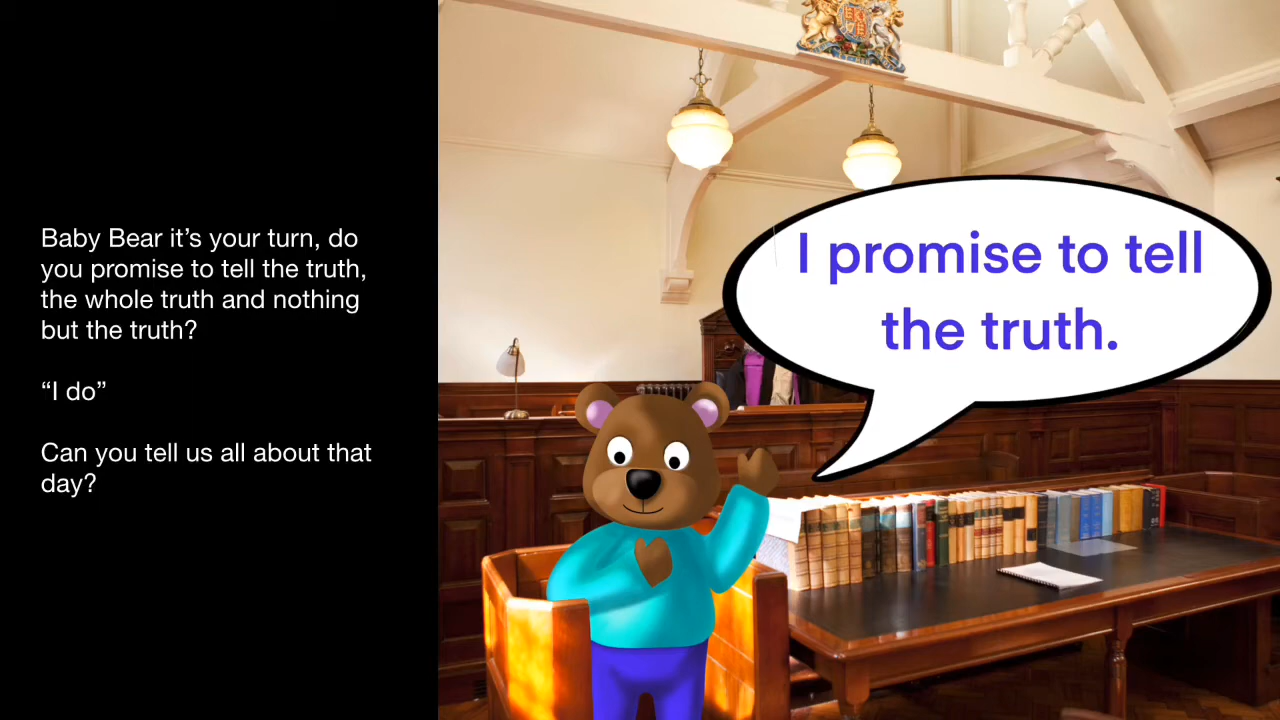 Baby Bear it’s your turn, do
you promise to tell the truth,
the whole truth and nothing
but the truth?
“I do”
Can you tell us all about that
day?
I promise to tell
the truth.